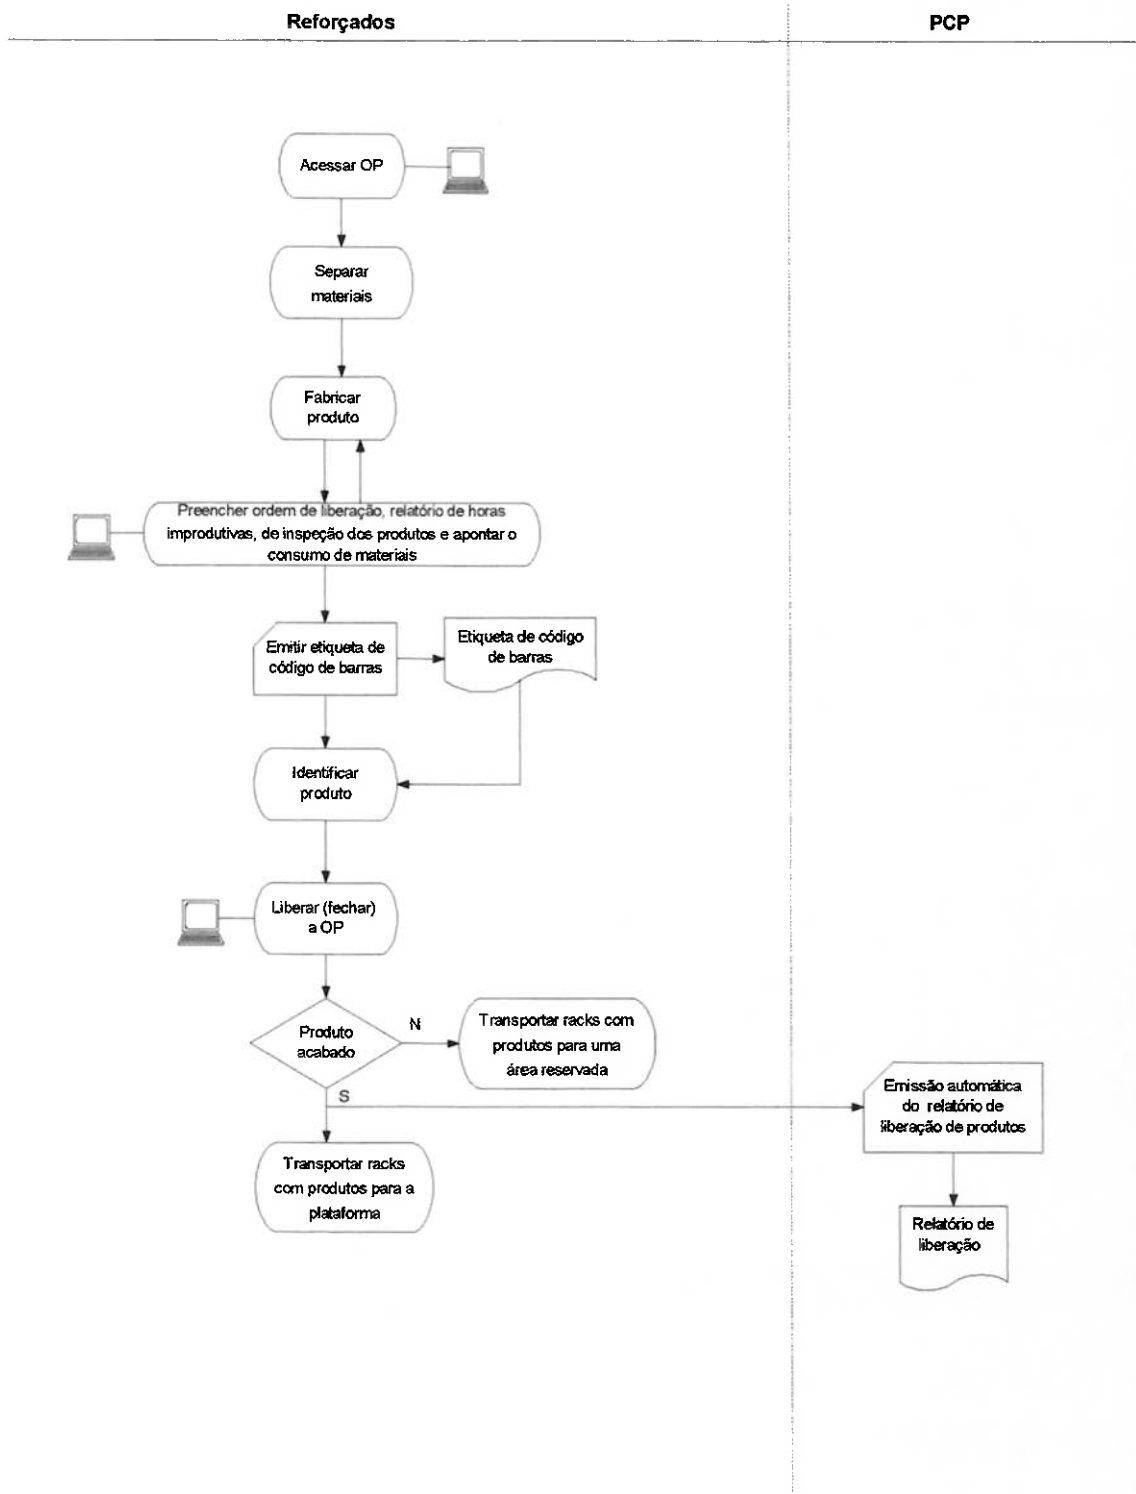 Reforçados
PCP
Acessar OP
Separar
materiais
Fabricar
produto
Preencher ordem de liberação, relatório de horas
improdutivas, de inspeção dos produtos e apontar o
consumo de materiais
Emitir etiqueta de
código de barras
Etiqueta de código
de barras
Identificar
produto
Liberar (fechar)
a OP
Produto
acabado
N
Transportar racks com
produtos para uma
área reservada
S
Emissão automática
do relatório de
liberação de produtos
Transportar racks
com produtos para a
plataforma
Relatório de
liberação